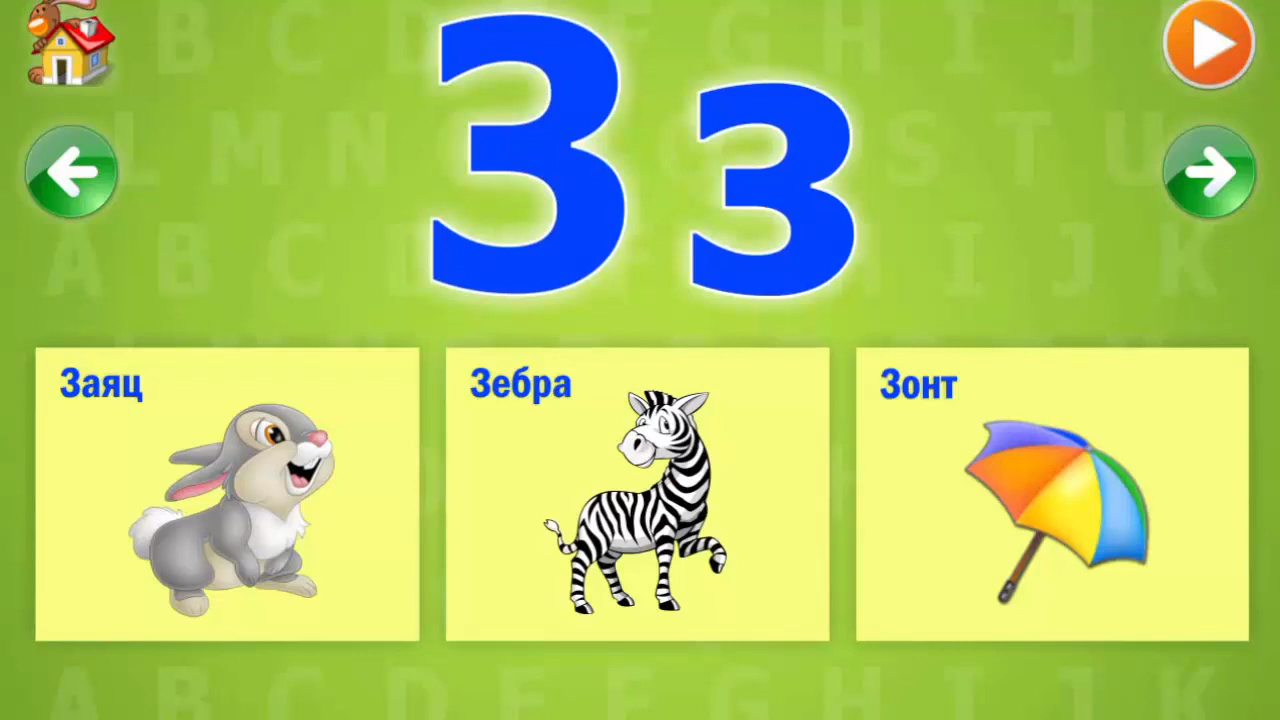 B C D E F G H I J
З з
L M N S T U
A B C D F H I J K
Заяц
Зебра
Зонт
A B C D E F G H I J K